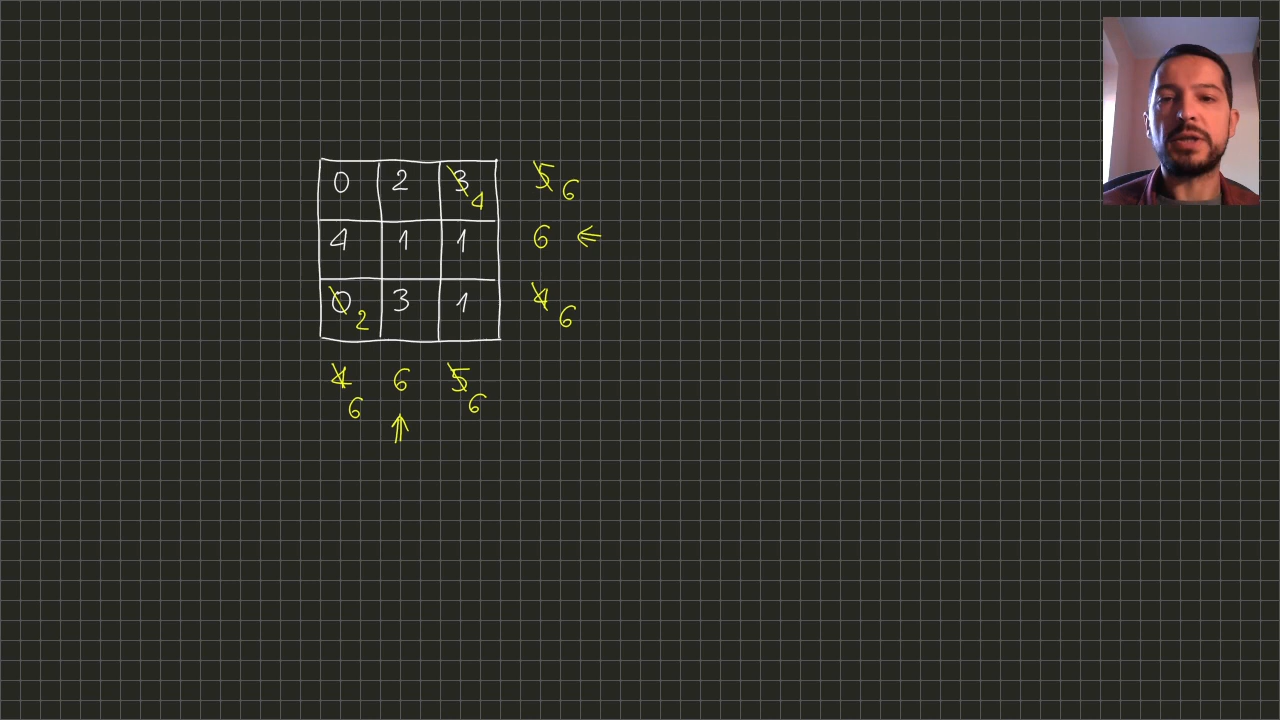 0 2 3 5
4 6
4 1 1 6 ⇐
0 3 1 4
2 6
4 6 5
6 6
⇑